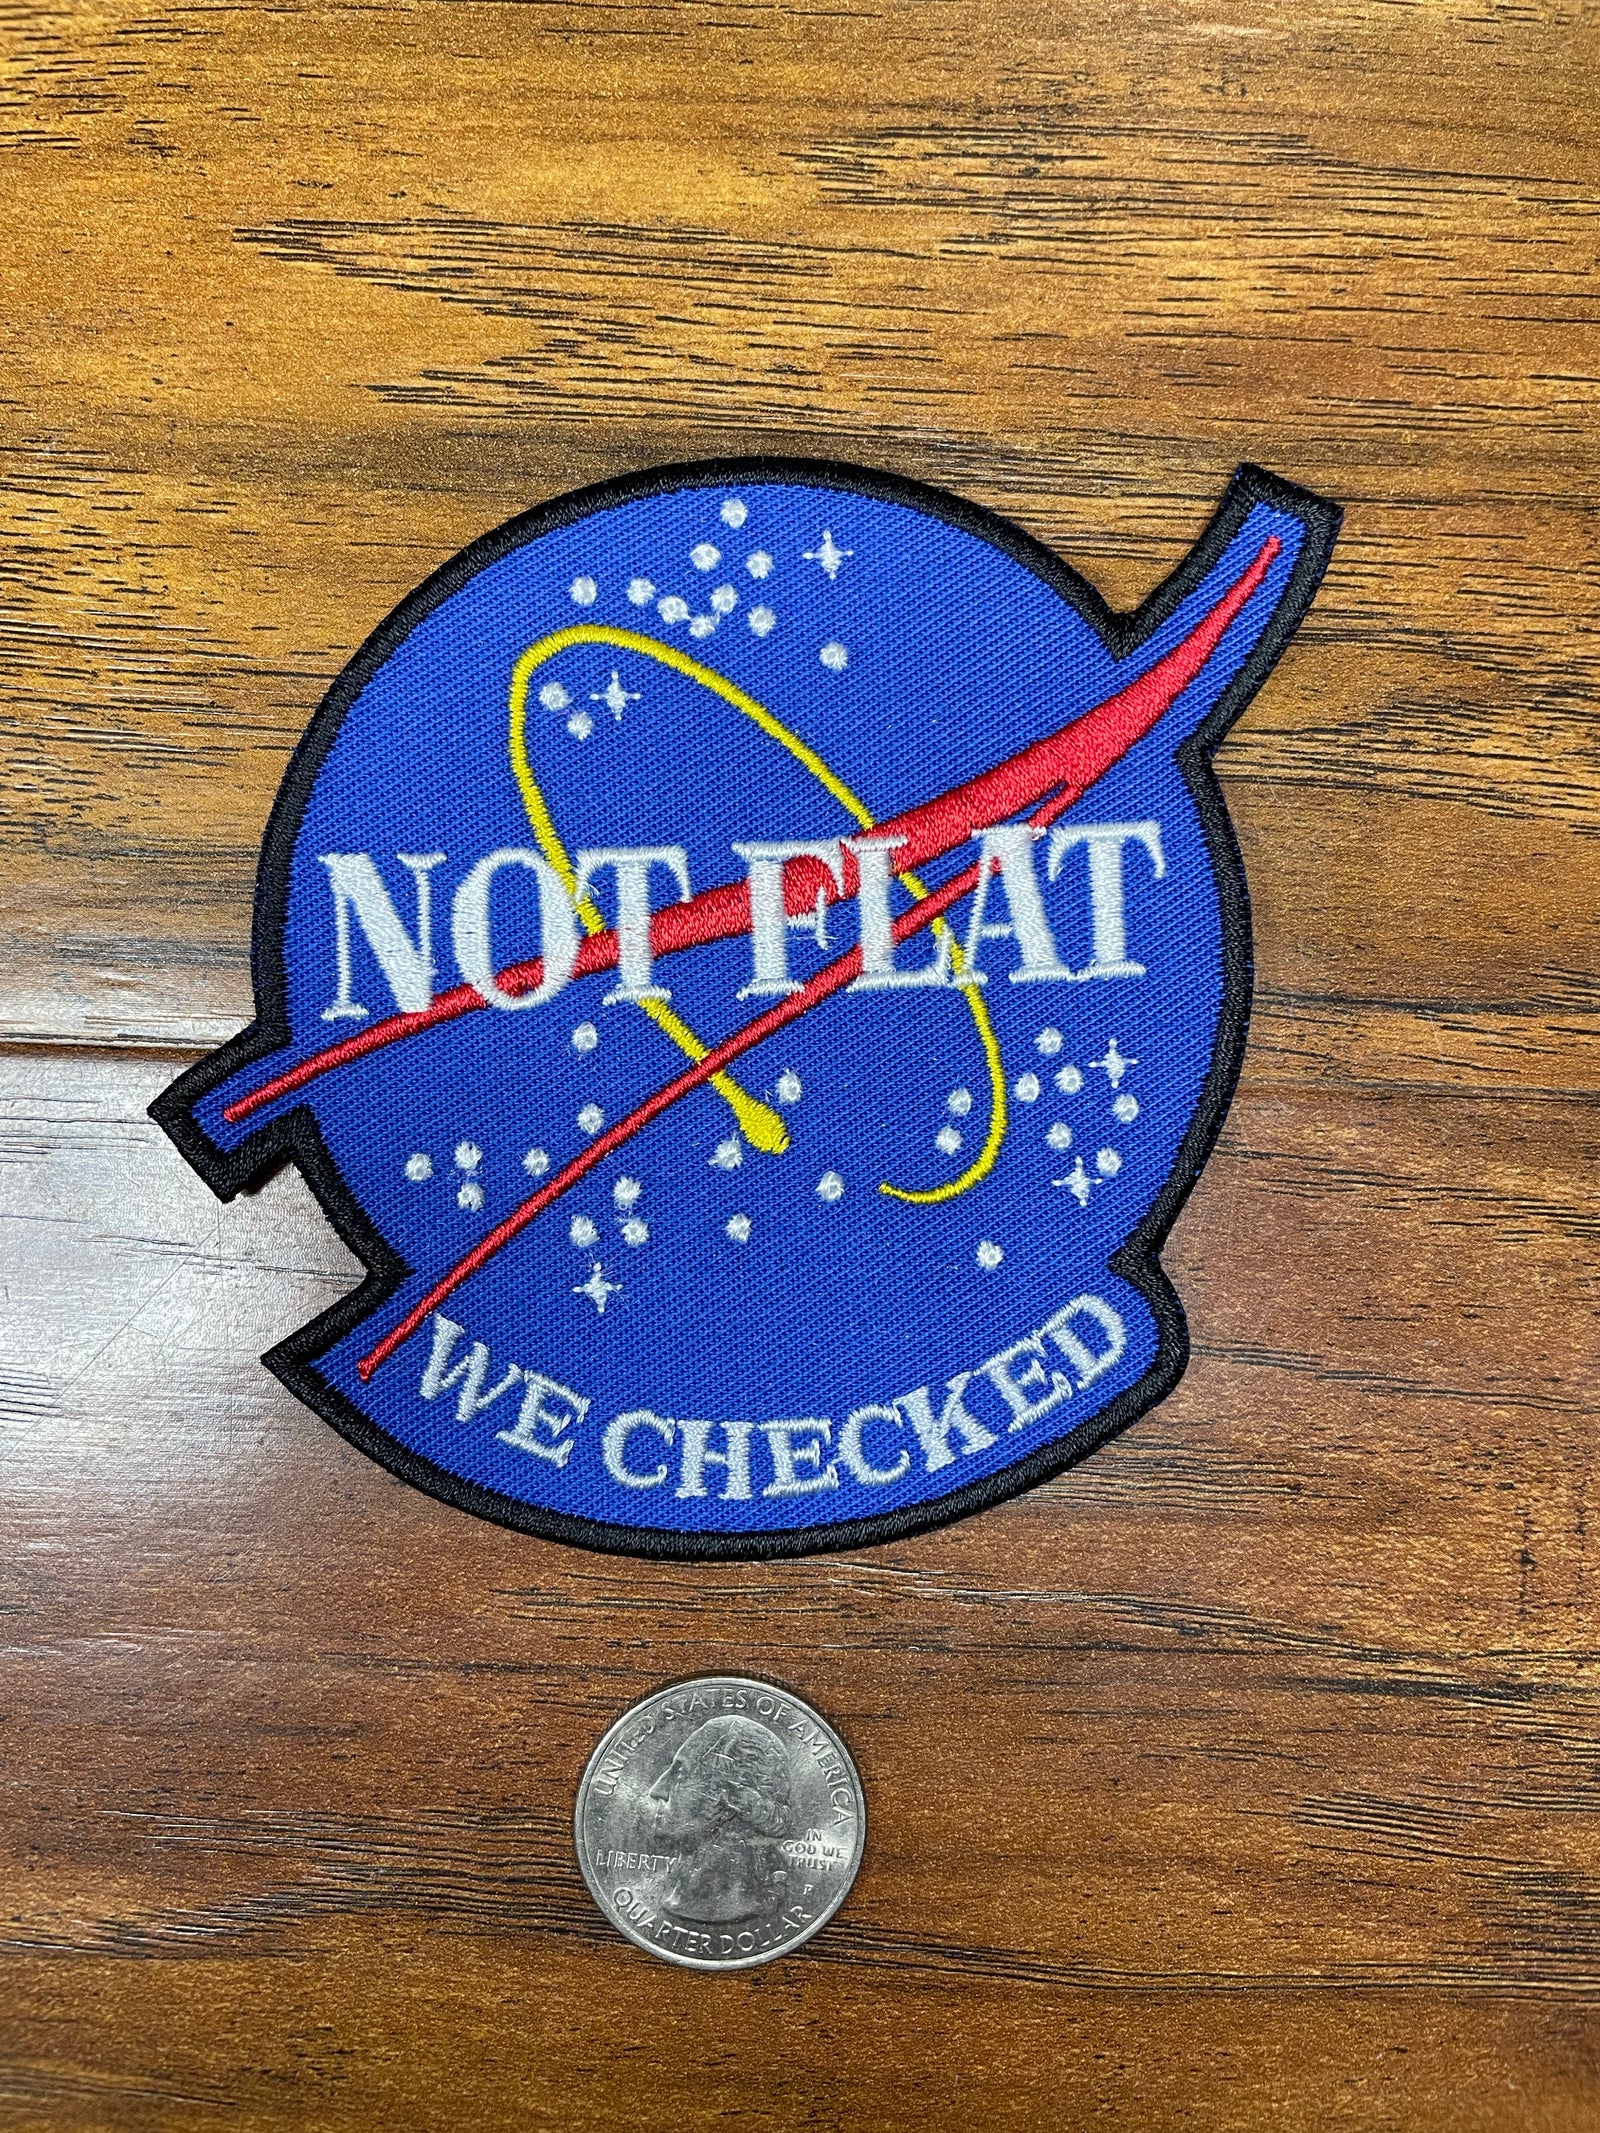 NOT FLAT
WE CHECKED
UNITED STATES OF AMERICA
LIBERTY
IN
GOD WE
TRUST
P
QUARTER DOLLAR